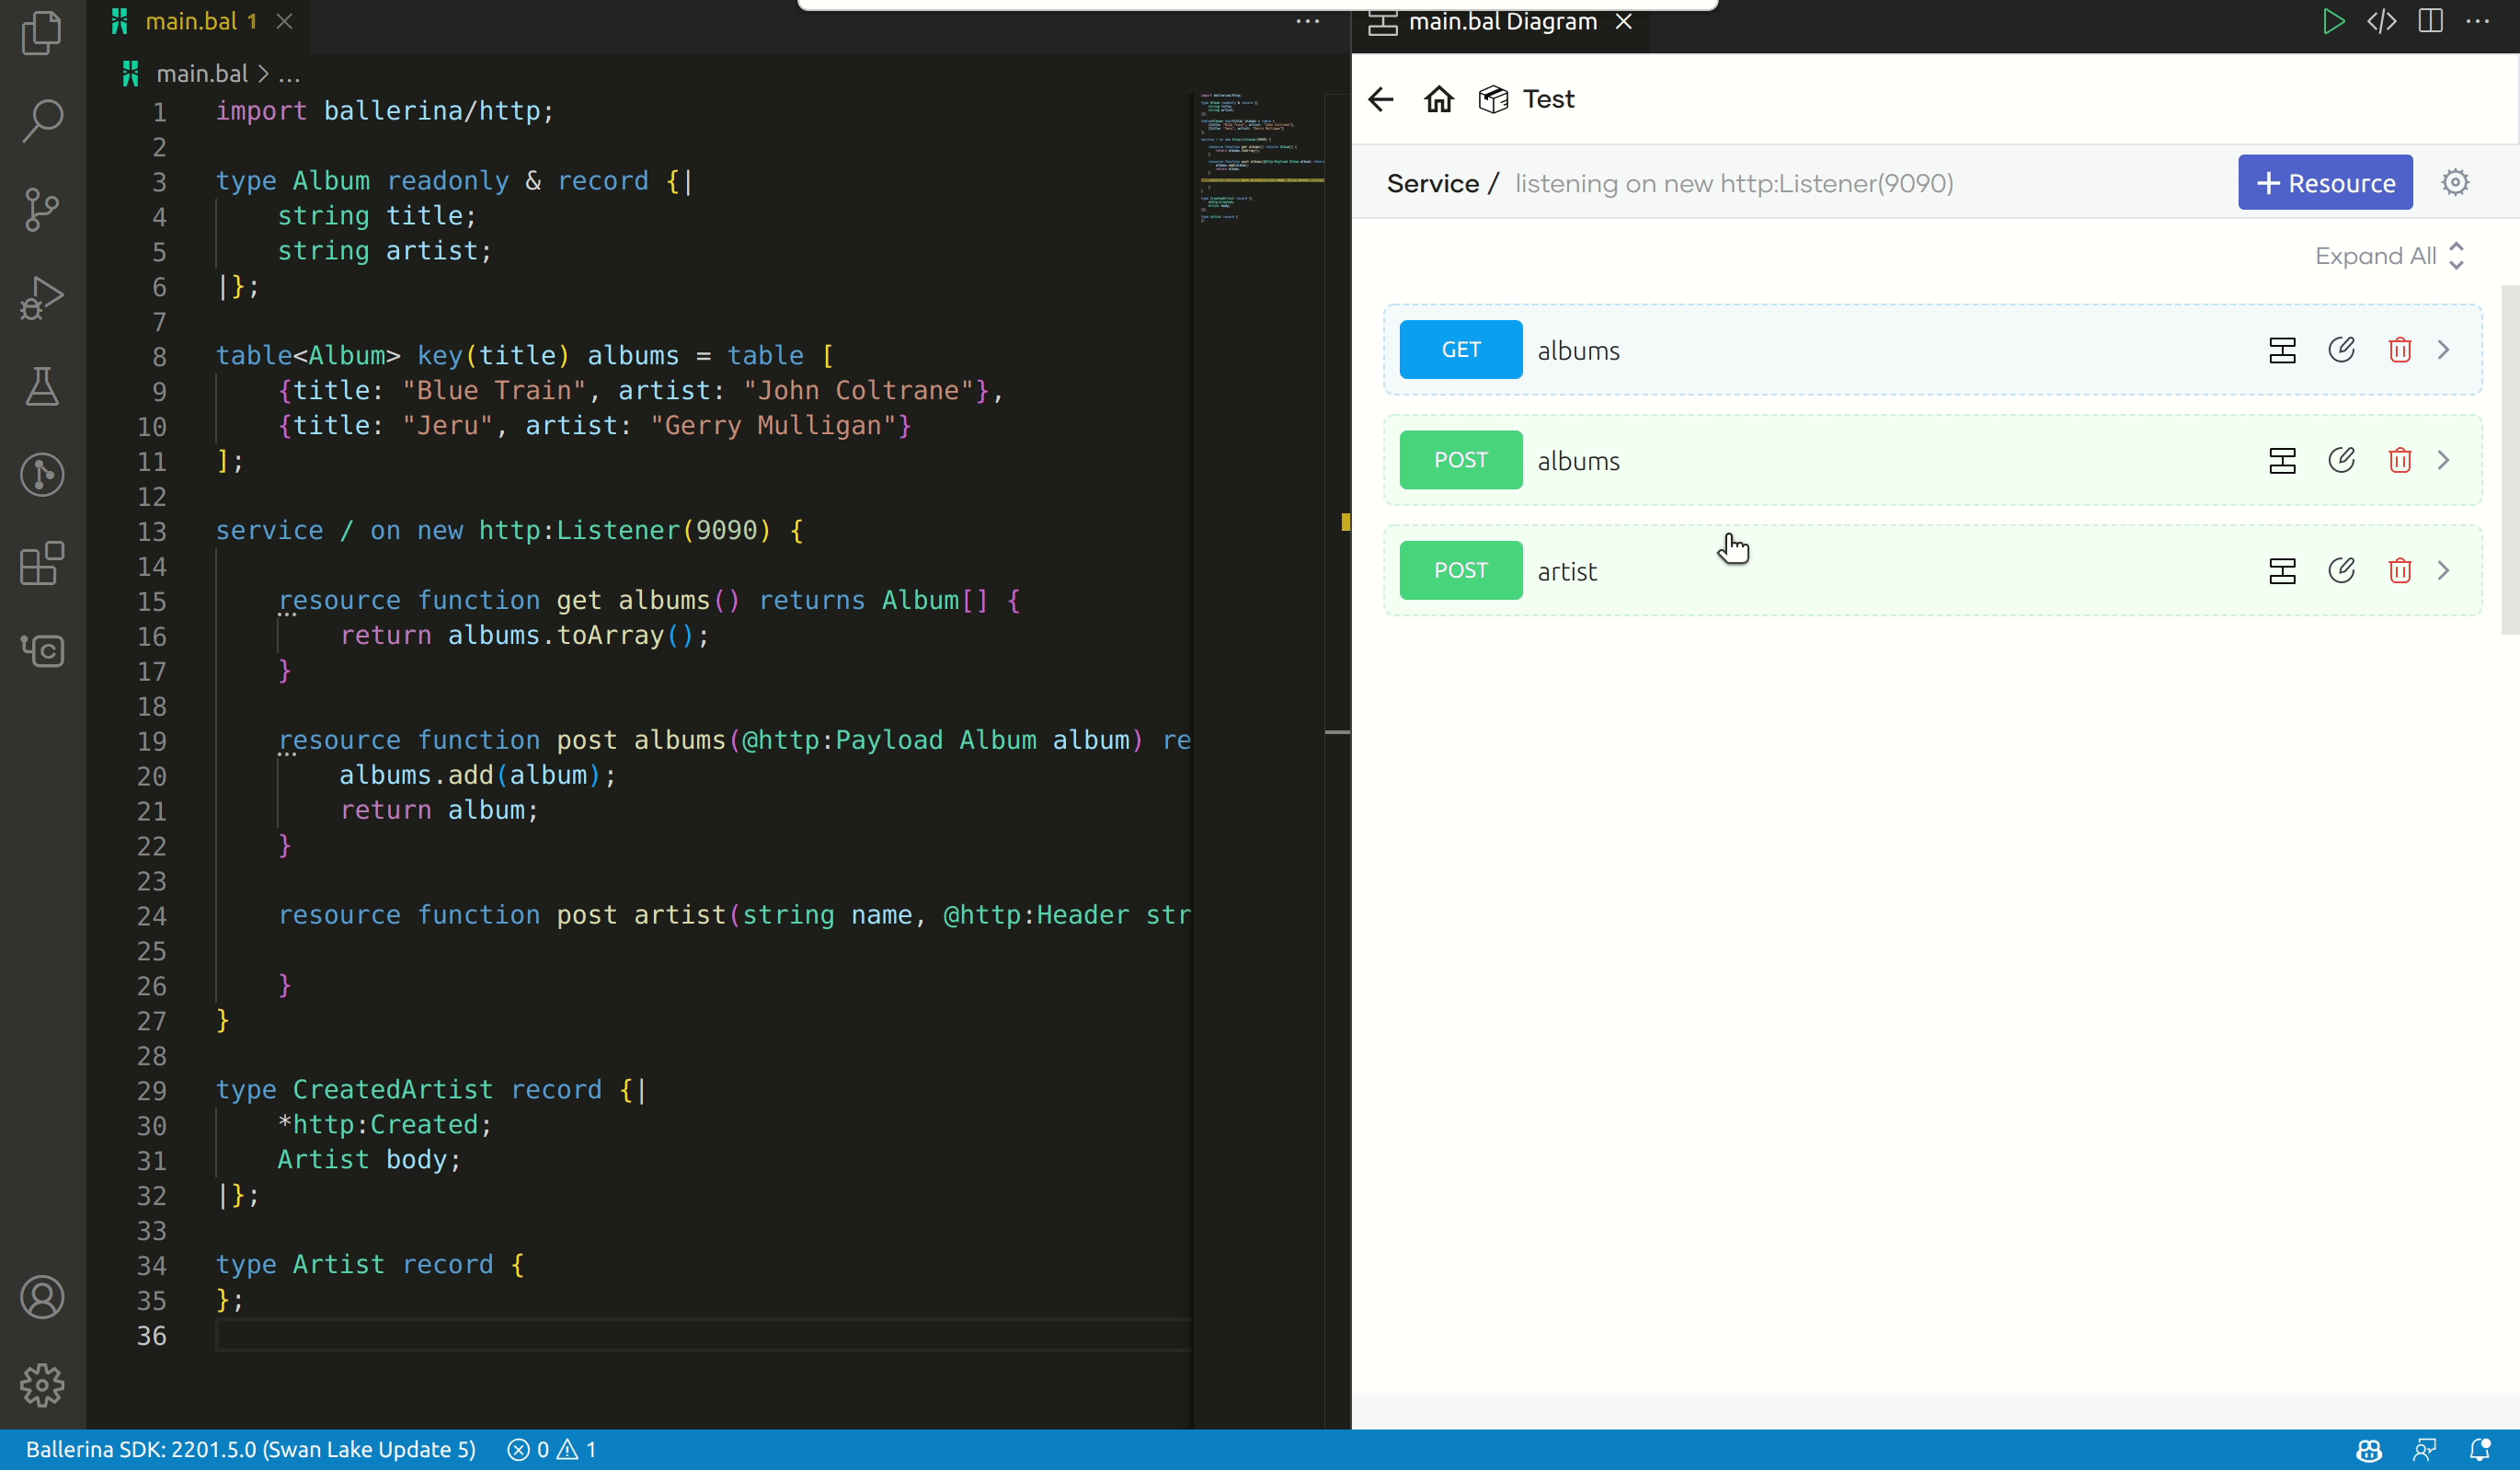 main.bal 1
main.bal > ...
1 import ballerina/http;
2
3 type Album readonly & record {|
4 string title;
5 string artist;
6 |};
7
8 table<Album> key(title) albums = table [
9 {title: "Blue Train", artist: "John Coltrane"},
10 {title: "Jeru", artist: "Gerry Mulligan"}
11 ];
12
13 service / on new http:Listener(9090) {
14
15 resource function get albums() returns Album[] {
16 return albums.toArray();
17 }
18
19 resource function post albums(@http:Payload Album album) re
20 albums.add(album);
21 return album;
22 }
23
24 resource function post artist(string name, @http:Header str
25
26 }
27 }
28
29 type CreatedArtist record {|
30 *http:Created;
31 Artist body;
32 |};
33
34 type Artist record {
35 };
36
main.bal Diagram
Test
Service / listening on new http:Listener(9090)
+ Resource
Expand All
GET albums
POST albums
POST artist
Ballerina SDK: 2201.5.0 (Swan Lake Update 5) 0 1